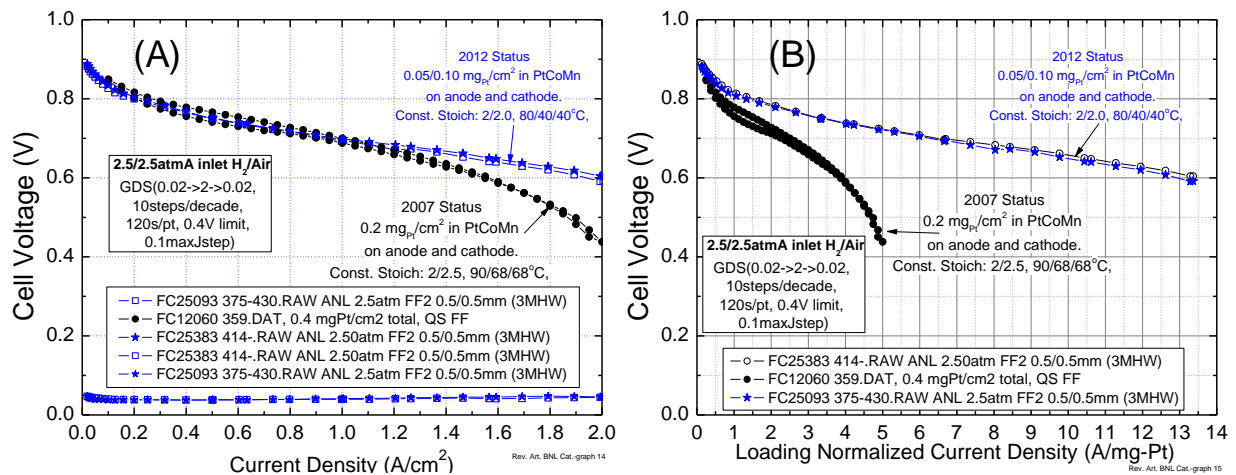 (A)
2012 Status
0.05/0.10 mgPt/cm2 in PtCoMn
on anode and cathode.
Const. Stoich: 2/2.0, 80/40/40oC,
2.5/2.5atmA inlet H2/Air
GDS(0.02->2->0.02,
10steps/decade,
120s/pt, 0.4V limit,
0.1maxJstep)
2007 Status
0.2 mgPt/cm2 in PtCoMn
on anode and cathode.
Const. Stoich: 2/2.5, 90/68/68oC,
FC25093 375-430.RAW ANL 2.5atm FF2 0.5/0.5mm (3MHW)
FC12060 359.DAT, 0.4 mgPt/cm2 total, QS FF
FC25383 414-.RAW ANL 2.50atm FF2 0.5/0.5mm (3MHW)
FC25383 414-.RAW ANL 2.50atm FF2 0.5/0.5mm (3MHW)
FC25093 375-430.RAW ANL 2.5atm FF2 0.5/0.5mm (3MHW)
Cell Voltage (V)
1.0
0.8
0.6
0.4
0.2
0.0
0.0 0.2 0.4 0.6 0.8 1.0 1.2 1.4 1.6 1.8 2.0
Current Density (A/cm2)
Rev. Art. BNL Cat.-graph 14
(B)
2012 Status
0.05/0.10 mgPt/cm2 in PtCoMn
on anode and cathode.
Const. Stoich: 2/2.0, 80/40/40oC,
2007 Status
0.2 mgPt/cm2 in PtCoMn
on anode and cathode.
Const. Stoich: 2/2.5, 90/68/68oC,
2.5/2.5atmA inlet H2/Air
GDS(0.02->2->0.02,
10steps/decade,
120s/pt, 0.4V limit,
0.1maxJstep)
FC25383 414-.RAW ANL 2.50atm FF2 0.5/0.5mm (3MHW)
FC12060 359.DAT, 0.4 mgPt/cm2 total, QS FF
FC25093 375-430.RAW ANL 2.5atm FF2 0.5/0.5mm (3MHW)
Cell Voltage (V)
1.0
0.8
0.6
0.4
0.2
0.0
0 1 2 3 4 5 6 7 8 9 10 11 12 13 14
Loading Normalized Current Density (A/mg-Pt)
Rev. Art. BNL Cat.-graph 15